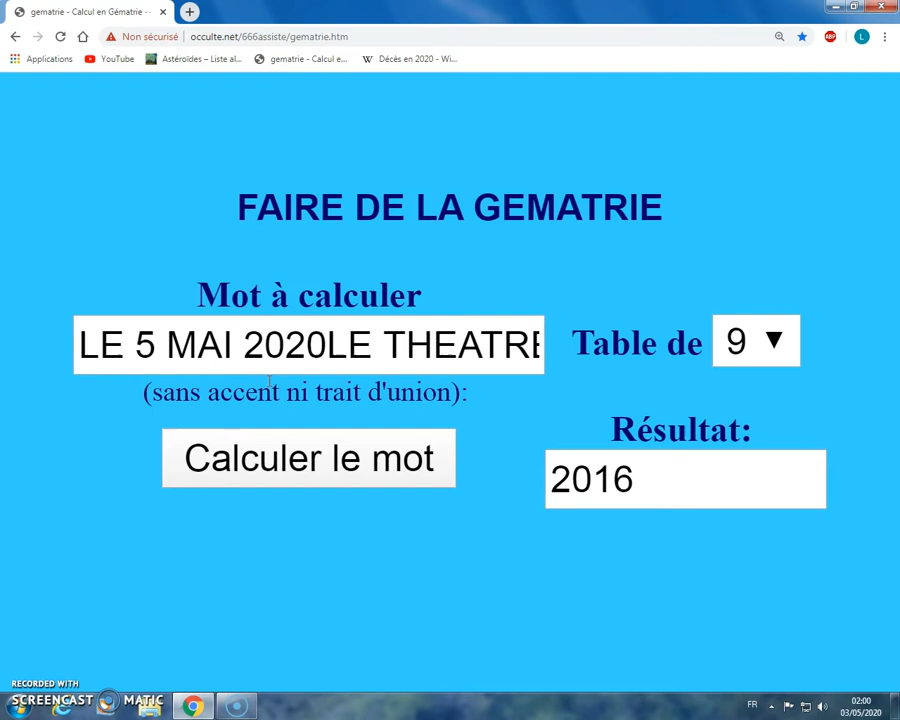 gematrie - Calcul en Gématrie -
Non sécurisé | occulte.net/666assiste/gematrie.htm
ABP
L
Applications YouTube Astéroïdes – Liste al... gematrie - Calcul e... W Décès en 2020 - Wi...
FAIRE DE LA GEMATRIE
Mot à calculer
LE 5 MAI 2020LE THEATRE
Table de 9
(sans accent ni trait d'union):
Résultat:
Calculer le mot
2016
RECORDED WITH
SCREENCAST MATIC
FR
02:00
03/05/2020